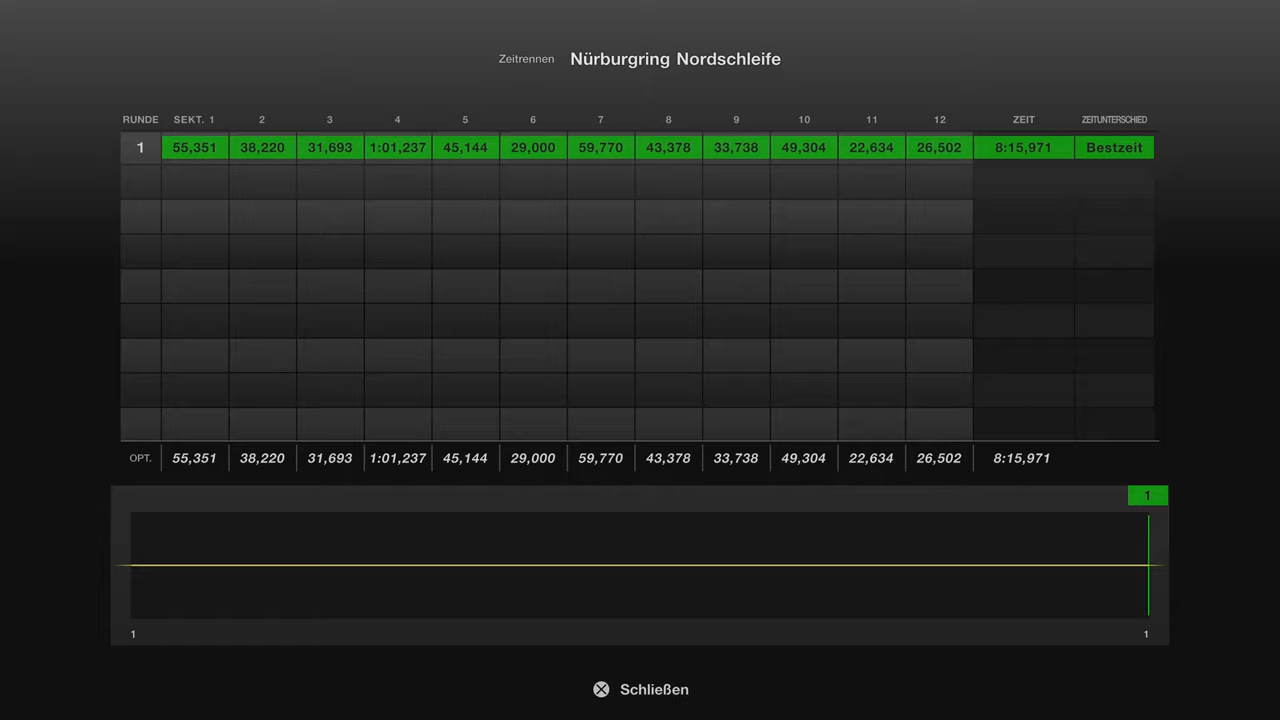 Zeitrennen Nürburgring Nordschleife
RUNDE SEKT. 1 2 3 4 5 6 7 8 9 10 11 12 ZEIT ZEITUNTERSCHIED
1 55,351 38,220 31,693 1:01,237 45,144 29,000 59,770 43,378 33,738 49,304 22,634 26,502 8:15,971 Bestzeit
OPT. 55,351 38,220 31,693 1:01,237 45,144 29,000 59,770 43,378 33,738 49,304 22,634 26,502 8:15,971
1
1 1
Schließen